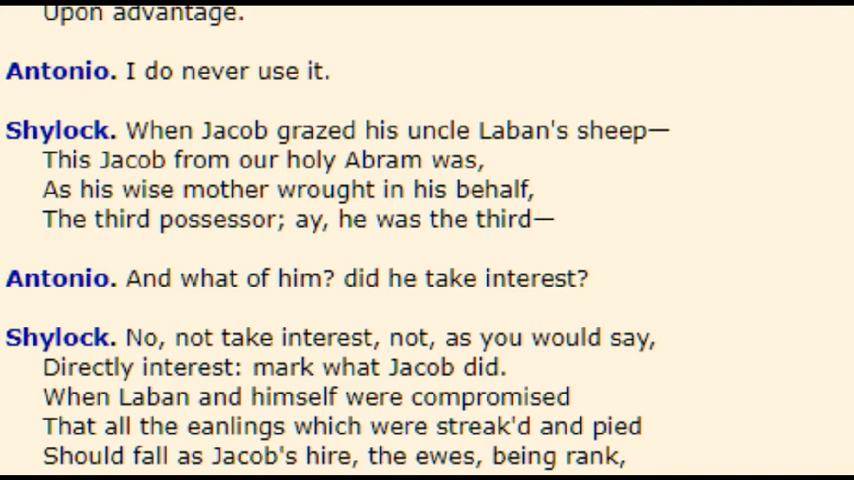 Upon advantage.
Antonio. I do never use it.
Shylock. When Jacob grazed his uncle Laban's sheep—
This Jacob from our holy Abram was,
As his wise mother wrought in his behalf,
The third possessor; ay, he was the third—
Antonio. And what of him? did he take interest?
Shylock. No, not take interest, not, as you would say,
Directly interest: mark what Jacob did.
When Laban and himself were compromised
That all the eanlings which were streak'd and pied
Should fall as Jacob's hire, the ewes, being rank,